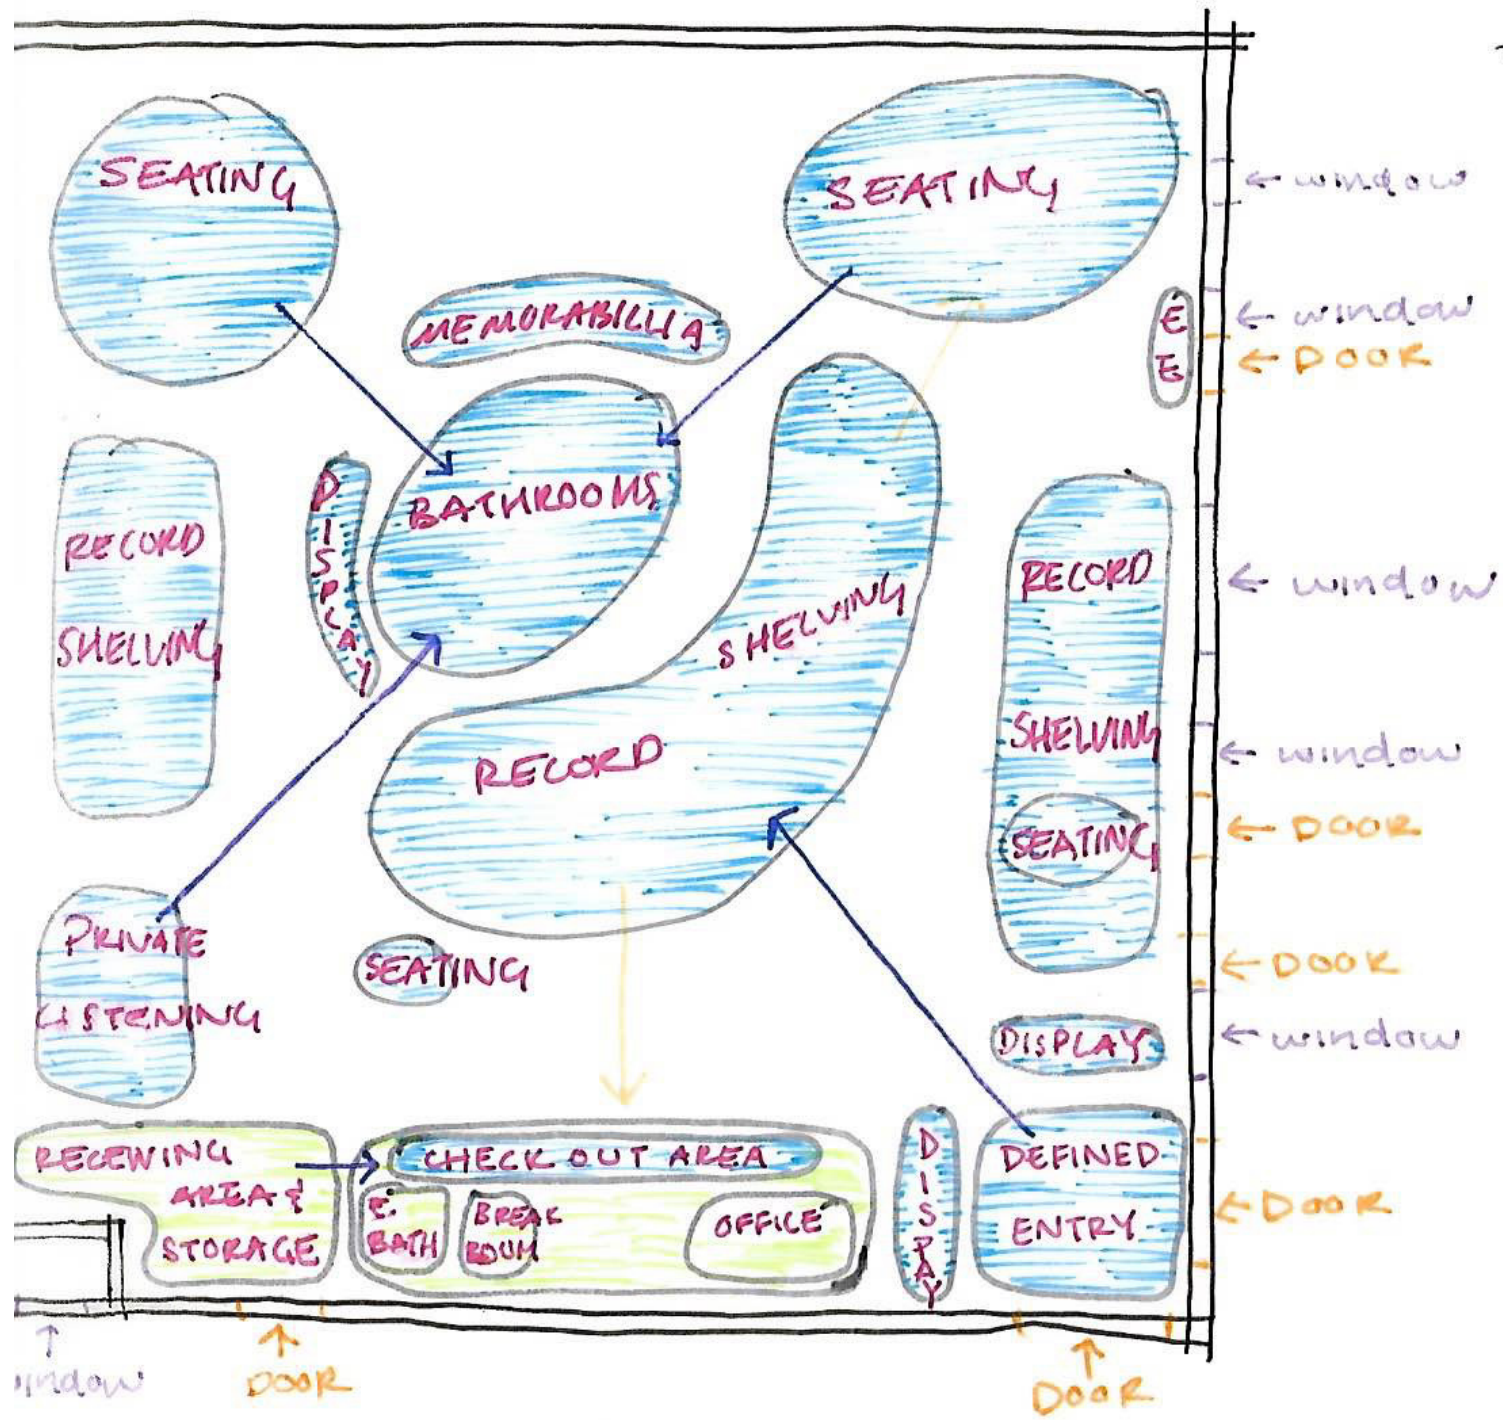 SEATING
SEATING
← window
MEMORABILLIA
E
E
← window
← DOOR
DISPLAY
BATHROOMS
RECORD
SHELVING
SHELVING
RECORD
RECORD
SHELVING
← window
← window
SEATING
← DOOR
PRIVATE
LISTENING
SEATING
← DOOR
DISPLAY
← window
RECEIVING
AREA &
STORAGE
CHECK OUT AREA
E.
BATH
BREAK
ROOM
OFFICE
DISPLAY
DEFINED
ENTRY
← DOOR
↑
window
↑
DOOR
↑
DOOR